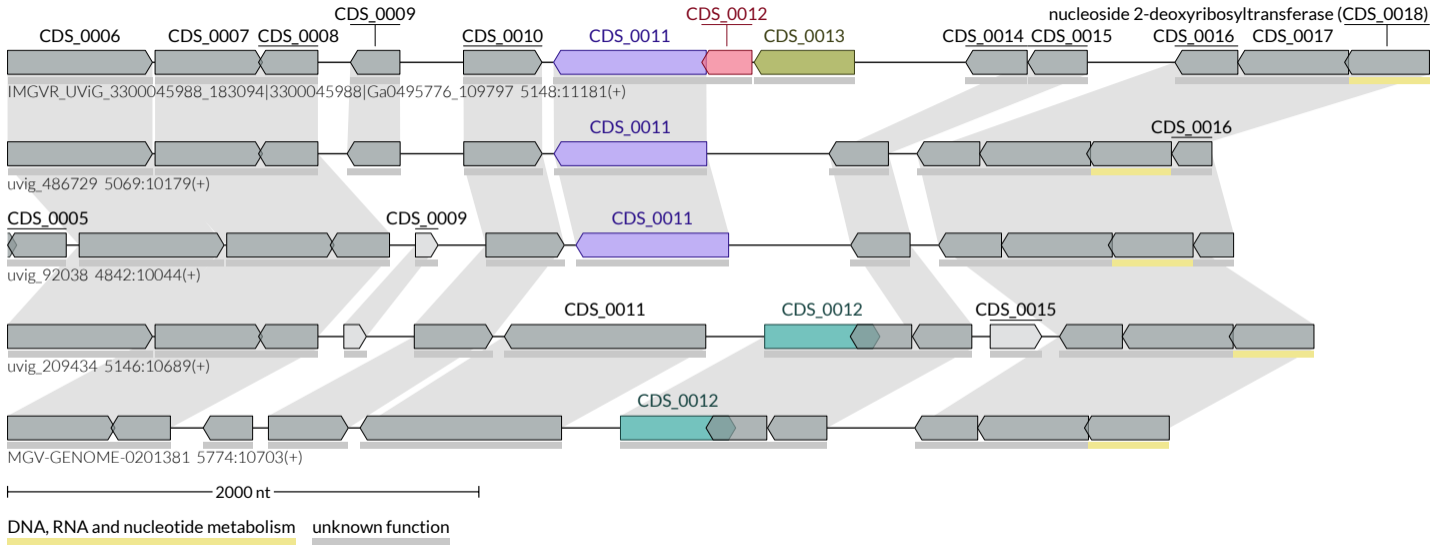 CDS_0009 CDS_0012 nucleoside 2-deoxyribosyltransferase (CDS_0018)
CDS_0006 CDS_0007 CDS_0008 CDS_0010 CDS_0011 CDS_0013 CDS_0014 CDS_0015 CDS_0016 CDS_0017
IMGVR_UViG_3300045988_183094|3300045988|Ga0495776_109797 5148:11181(+)
CDS_0011 CDS_0016
uvig_486729 5069:10179(+)
CDS_0005 CDS_0009 CDS_0011
uvig_92038 4842:10044(+)
CDS_0011 CDS_0012 CDS_0015
uvig_209434 5146:10689(+)
CDS_0012
MGV-GENOME-0201381 5774:10703(+)
2000 nt
DNA, RNA and nucleotide metabolism unknown function